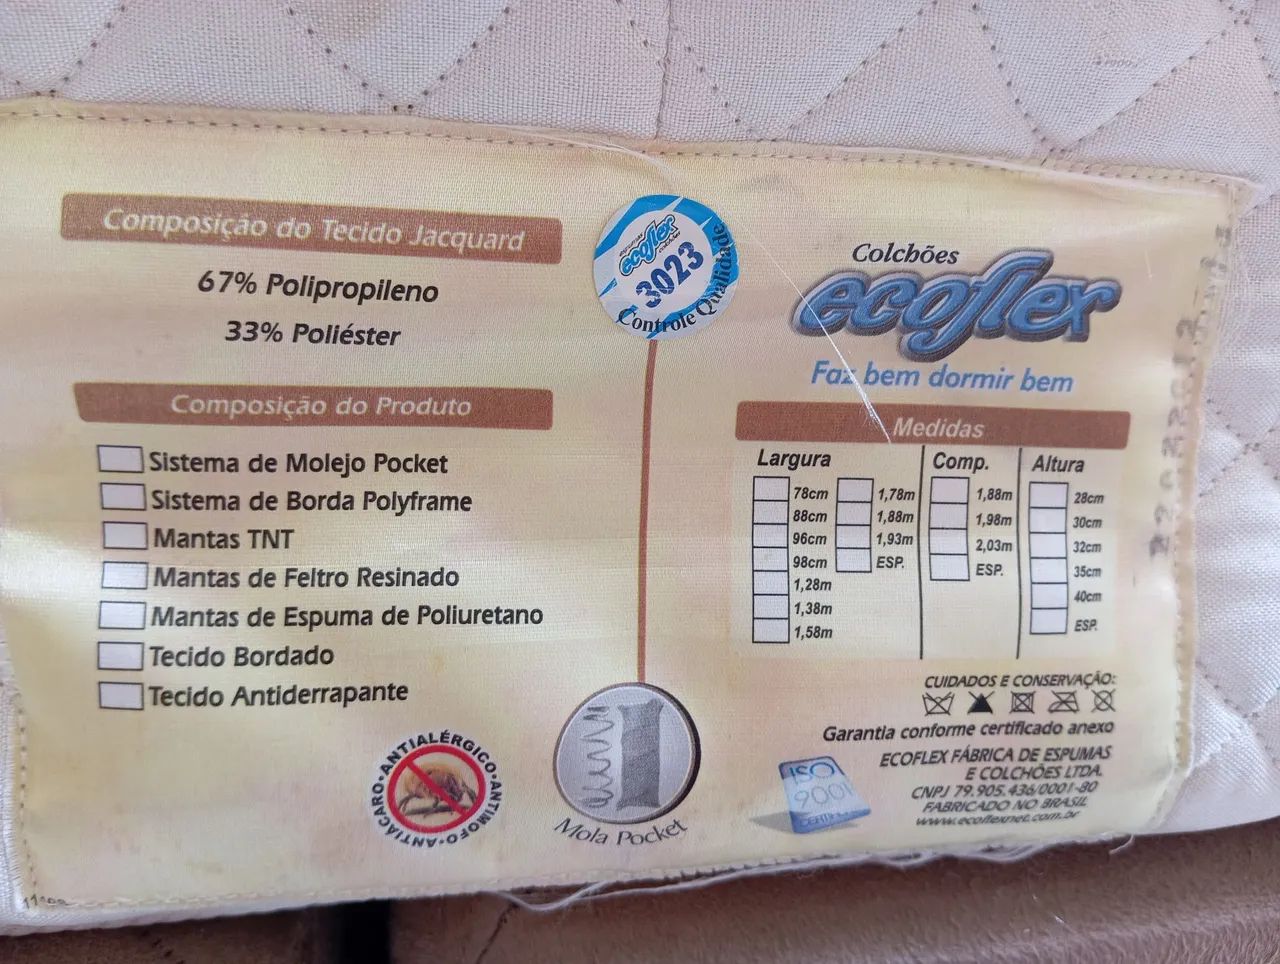 Composição do Tecido Jacquard
67% Polipropileno
33% Poliéster
Composição do Produto
Sistema de Molejo Pocket
Sistema de Borda Polyframe
Mantas TNT
Mantas de Feltro Resinado
Mantas de Espuma de Poliuretano
Tecido Bordado
Tecido Antiderrapante
ANTIALÉRGICO•ANTIMOFO•ANTIÁCARO•
ecoflex
colchões
3023
Controle Qualidade
Mola Pocket
Colchões
ecoflex
Faz bem dormir bem
Medidas
Largura
78cm
88cm
96cm
98cm
1,28m
1,38m
1,58m
1,78m
1,88m
1,93m
ESP.
Comp.
1,88m
1,98m
2,03m
ESP.
Altura
28cm
30cm
32cm
35cm
40cm
ESP.
CUIDADOS E CONSERVAÇÃO:
Garantia conforme certificado anexo
ISO
9001
ECOFLEX FÁBRICA DE ESPUMAS
E COLCHÕES LTDA.
CNPJ 79.905.436/0001-80
FABRICADO NO BRASIL
www.ecoflexnet.com.br